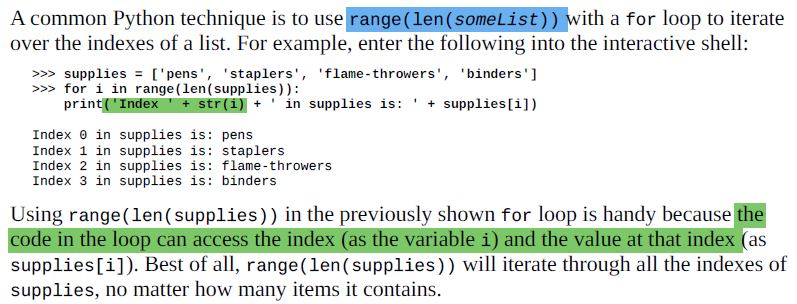 A common Python technique is to use range(len(someList)) with a for loop to iterate
over the indexes of a list. For example, enter the following into the interactive shell:
>>> supplies = ['pens', 'staplers', 'flame-throwers', 'binders']
>>> for i in range(len(supplies)):
    print('Index ' + str(i) + ' in supplies is: ' + supplies[i])
Index 0 in supplies is: pens
Index 1 in supplies is: staplers
Index 2 in supplies is: flame-throwers
Index 3 in supplies is: binders
Using range(len(supplies)) in the previously shown for loop is handy because the
code in the loop can access the index (as the variable i) and the value at that index (as
supplies[i]). Best of all, range(len(supplies)) will iterate through all the indexes of
supplies, no matter how many items it contains.